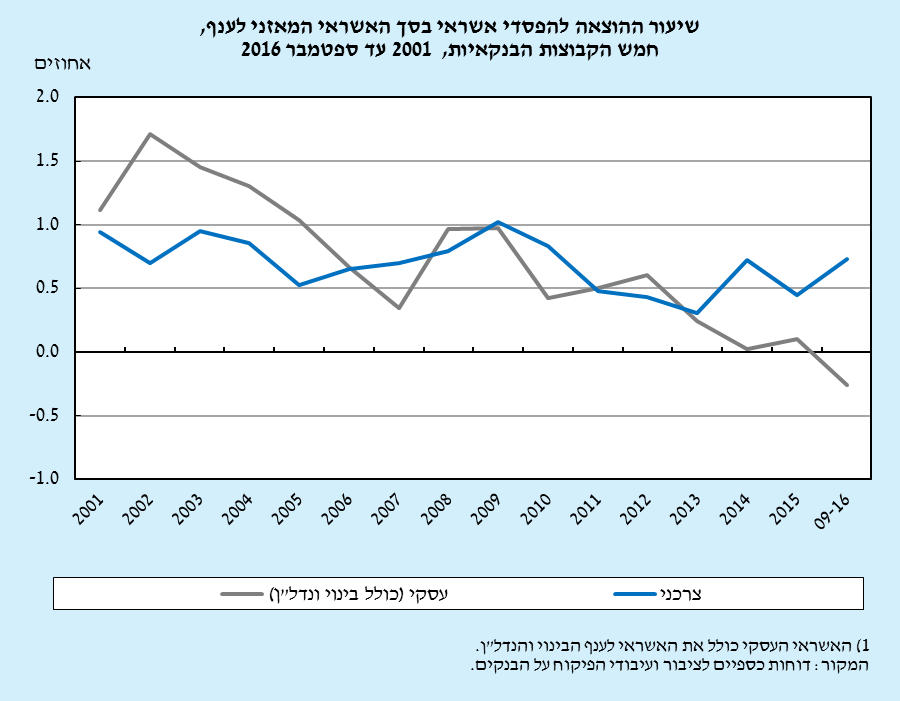 שיעור ההוצאה להפסדי אשראי בסך האשראי המאזני לענף,
חמש הקבוצות הבנקאיות, 2001 עד ספטמבר 2016
אחוזים
2.0
1.5
1.0
0.5
0.0
-0.5
-1.0
2001 2002 2003 2004 2005 2006 2007 2008 2009 2010 2011 2012 2013 2014 2015 09-16
צרכני עסקי (כולל בינוי ונדל"ן)
1) האשראי העסקי כולל את האשראי לענף הבינוי והנדל"ן.
המקור: דוחות כספיים לציבור ועיבודי הפיקוח על הבנקים.